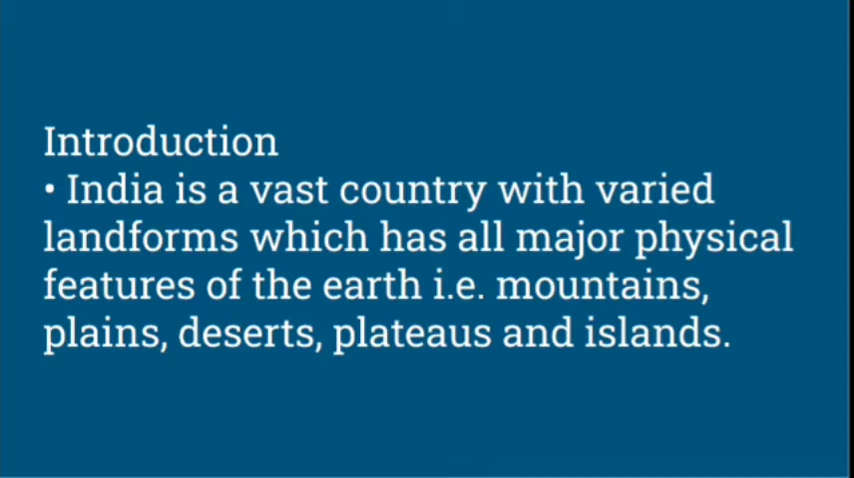 Introduction
• India is a vast country with varied
landforms which has all major physical
features of the earth i.e. mountains,
plains, deserts, plateaus and islands.